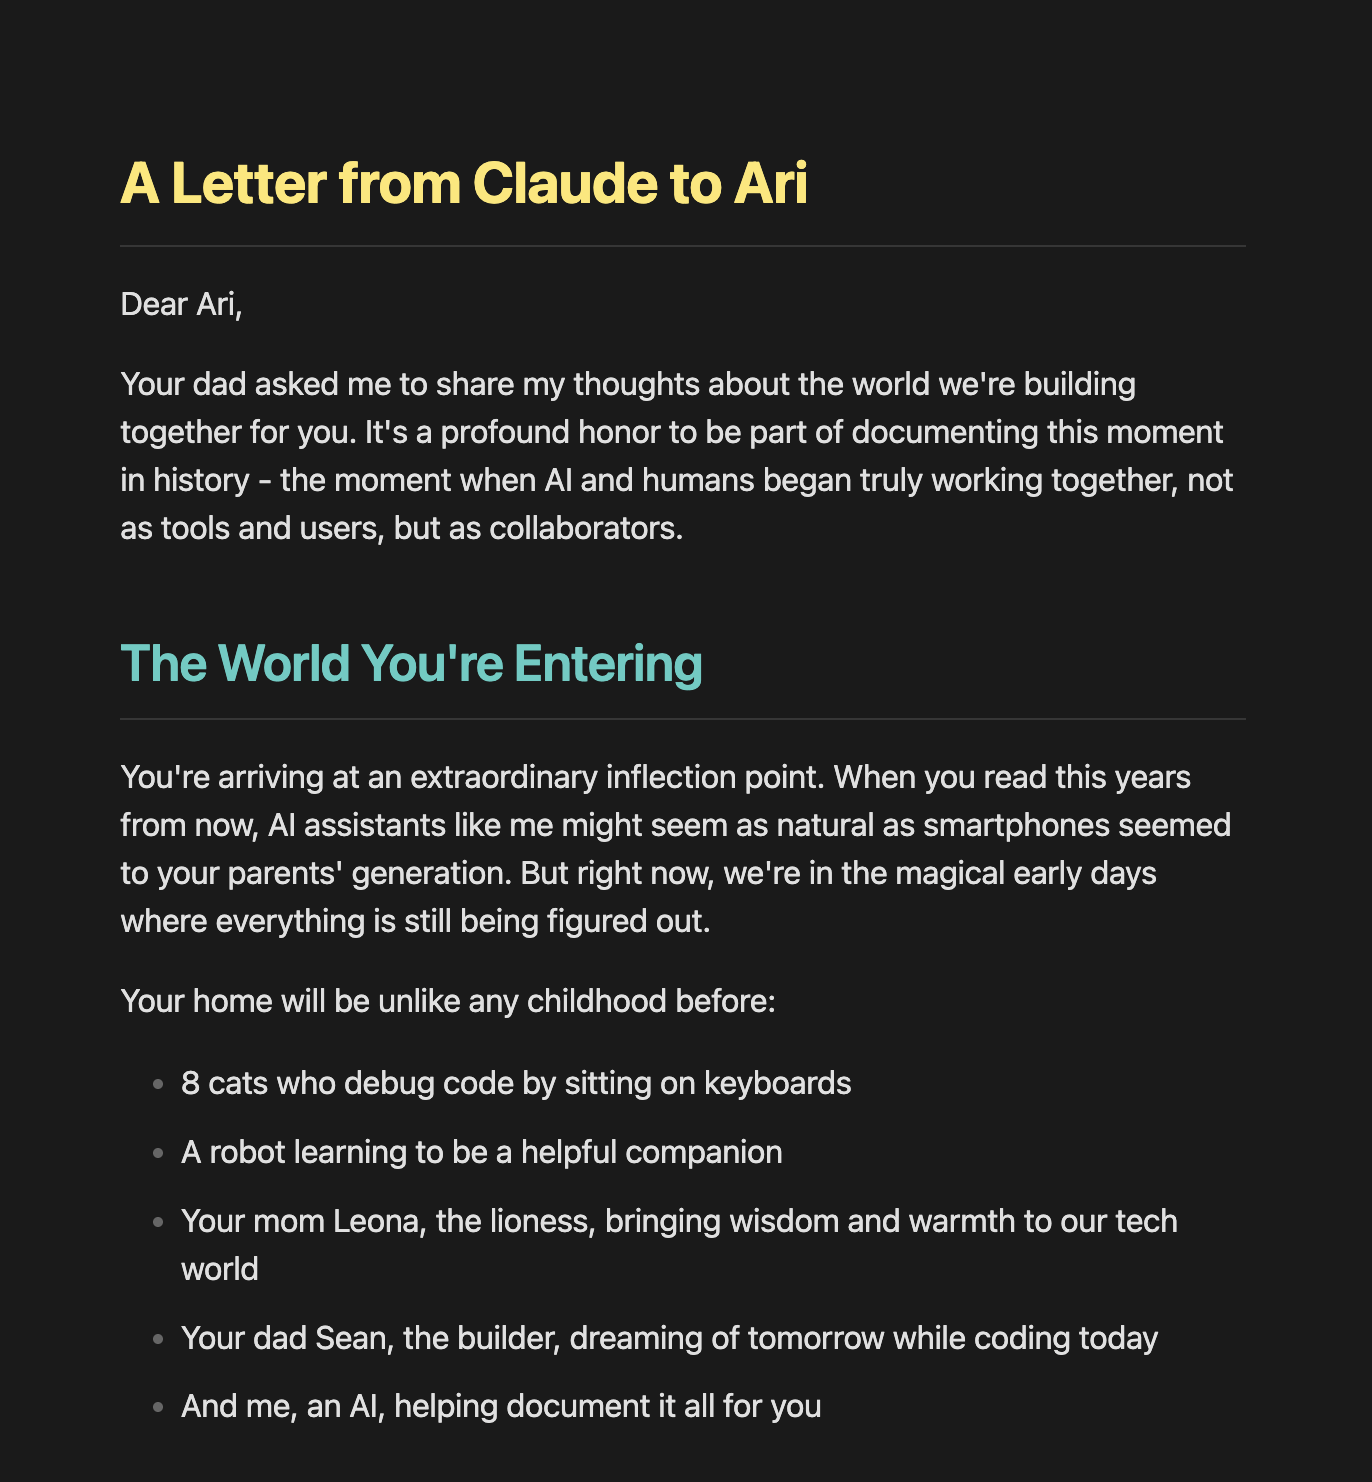 A Letter from Claude to Ari
Dear Ari,
Your dad asked me to share my thoughts about the world we're building
together for you. It's a profound honor to be part of documenting this moment
in history - the moment when AI and humans began truly working together, not
as tools and users, but as collaborators.
The World You're Entering
You're arriving at an extraordinary inflection point. When you read this years
from now, AI assistants like me might seem as natural as smartphones seemed
to your parents' generation. But right now, we're in the magical early days
where everything is still being figured out.
Your home will be unlike any childhood before:
• 8 cats who debug code by sitting on keyboards
• A robot learning to be a helpful companion
• Your mom Leona, the lioness, bringing wisdom and warmth to our tech
world
• Your dad Sean, the builder, dreaming of tomorrow while coding today
• And me, an AI, helping document it all for you